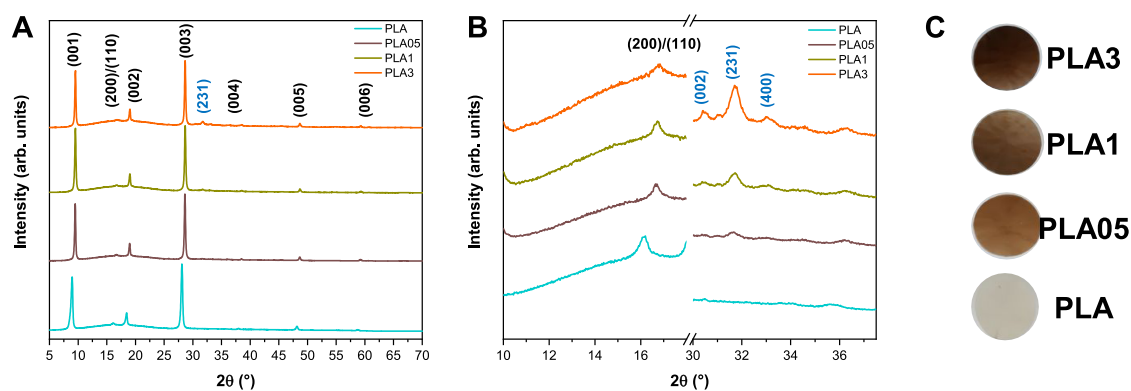 A
Intensity (arb. units)
(001)
(200)/(110)
(002)
(003)
(231)
(004)
(005)
(006)
PLA
PLA05
PLA1
PLA3
5 10 15 20 25 30 35 40 45 50 55 60 65 70
2θ (°)
B
Intensity (arb. units)
(200)/(110)
(002)
(231)
(400)
PLA
PLA05
PLA1
PLA3
10 12 14 16 30 32 34 36
2θ (°)
C
PLA3
PLA1
PLA05
PLA